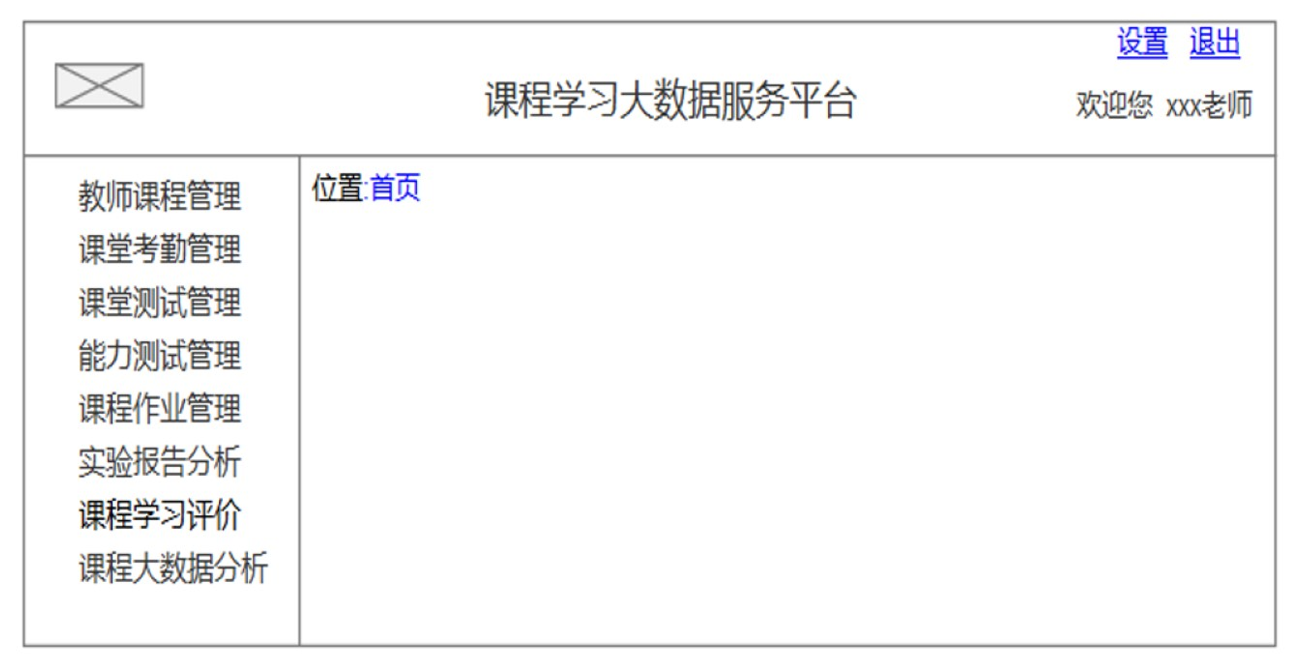 设置 退出
课程学习大数据服务平台
欢迎您 xxx老师
教师课程管理
课堂考勤管理
课堂测试管理
能力测试管理
课程作业管理
实验报告分析
课程学习评价
课程大数据分析
位置:首页